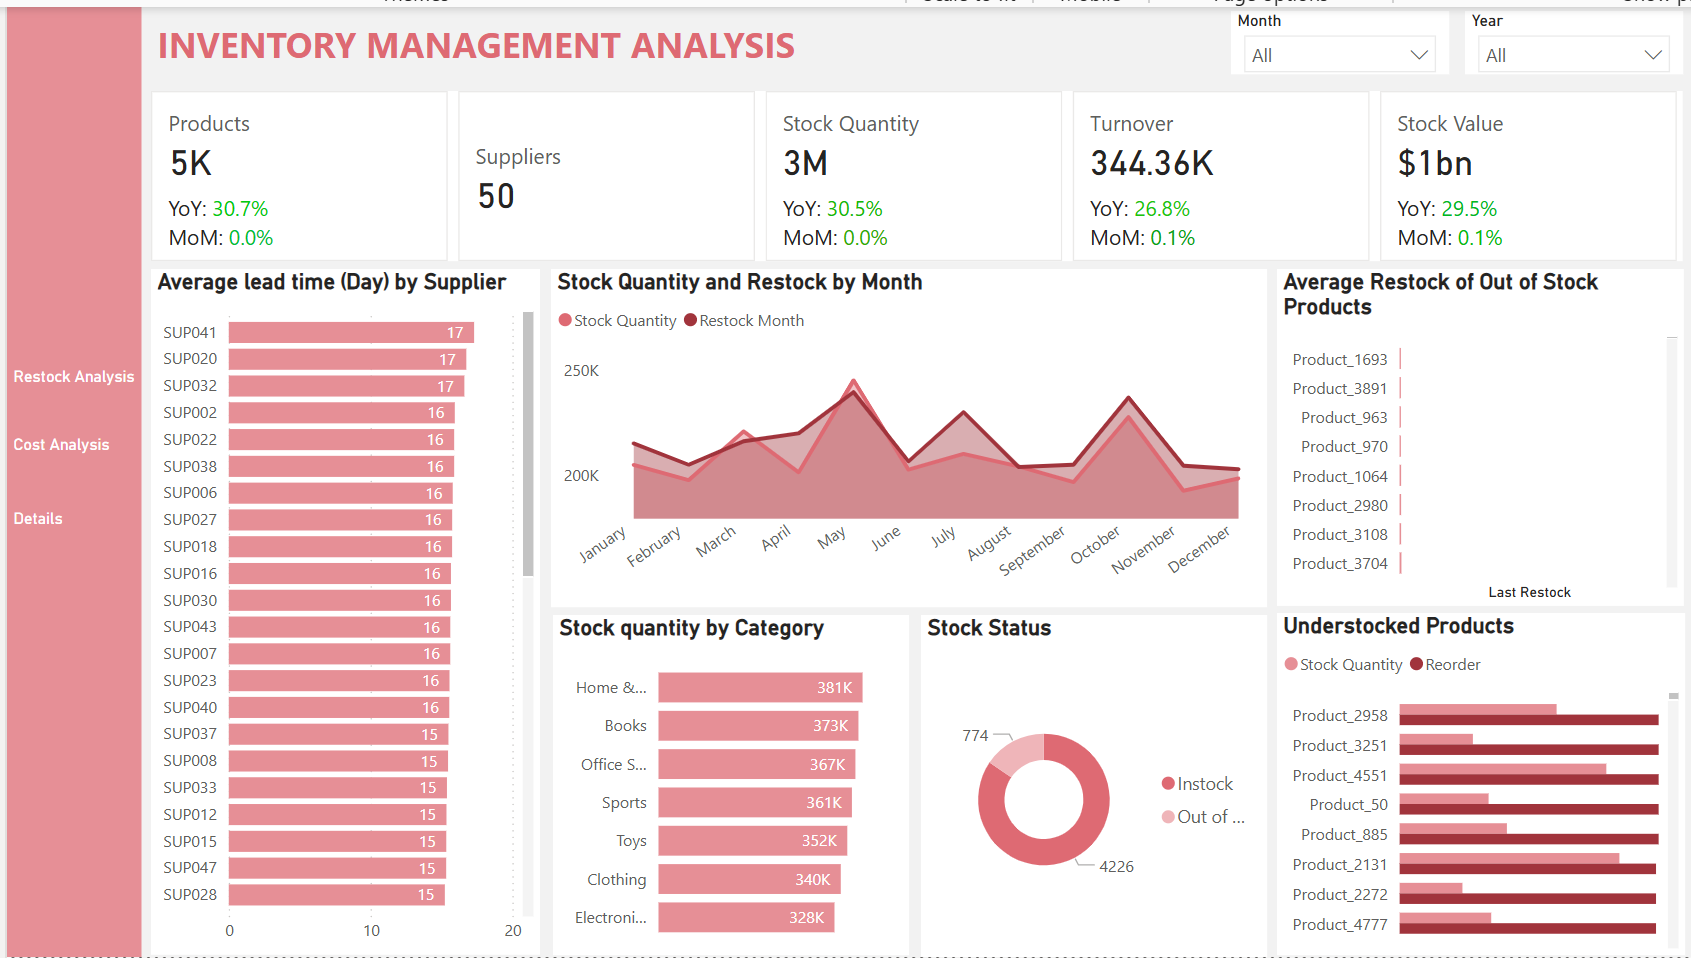 INVENTORY MANAGEMENT ANALYSIS
Month
All
Year
All
Products
5K
YoY: 30.7%
MoM: 0.0%
Suppliers
50
Stock Quantity
3M
YoY: 30.5%
MoM: 0.0%
Turnover
344.36K
YoY: 26.8%
MoM: 0.1%
Stock Value
$1bn
YoY: 29.5%
MoM: 0.1%
Restock Analysis
Cost Analysis
Details
Average lead time (Day) by Supplier
SUP041 17
SUP020 17
SUP032 17
SUP002 16
SUP022 16
SUP038 16
SUP006 16
SUP027 16
SUP018 16
SUP016 16
SUP030 16
SUP043 16
SUP007 16
SUP023 16
SUP040 16
SUP037 15
SUP008 15
SUP033 15
SUP012 15
SUP015 15
SUP047 15
SUP028 15
0 10 20
Stock Quantity and Restock by Month
Stock Quantity Restock Month
250K
200K
January February March April May June July August September October November December
Average Restock of Out of Stock
Products
Product_1693
Product_3891
Product_963
Product_970
Product_1064
Product_2980
Product_3108
Product_3704
Last Restock
Stock quantity by Category
Home &... 381K
Books 373K
Office S... 367K
Sports 361K
Toys 352K
Clothing 340K
Electroni... 328K
Stock Status
774
4226
Instock
Out of ...
Understocked Products
Stock Quantity Reorder
Product_2958
Product_3251
Product_4551
Product_50
Product_885
Product_2131
Product_2272
Product_4777